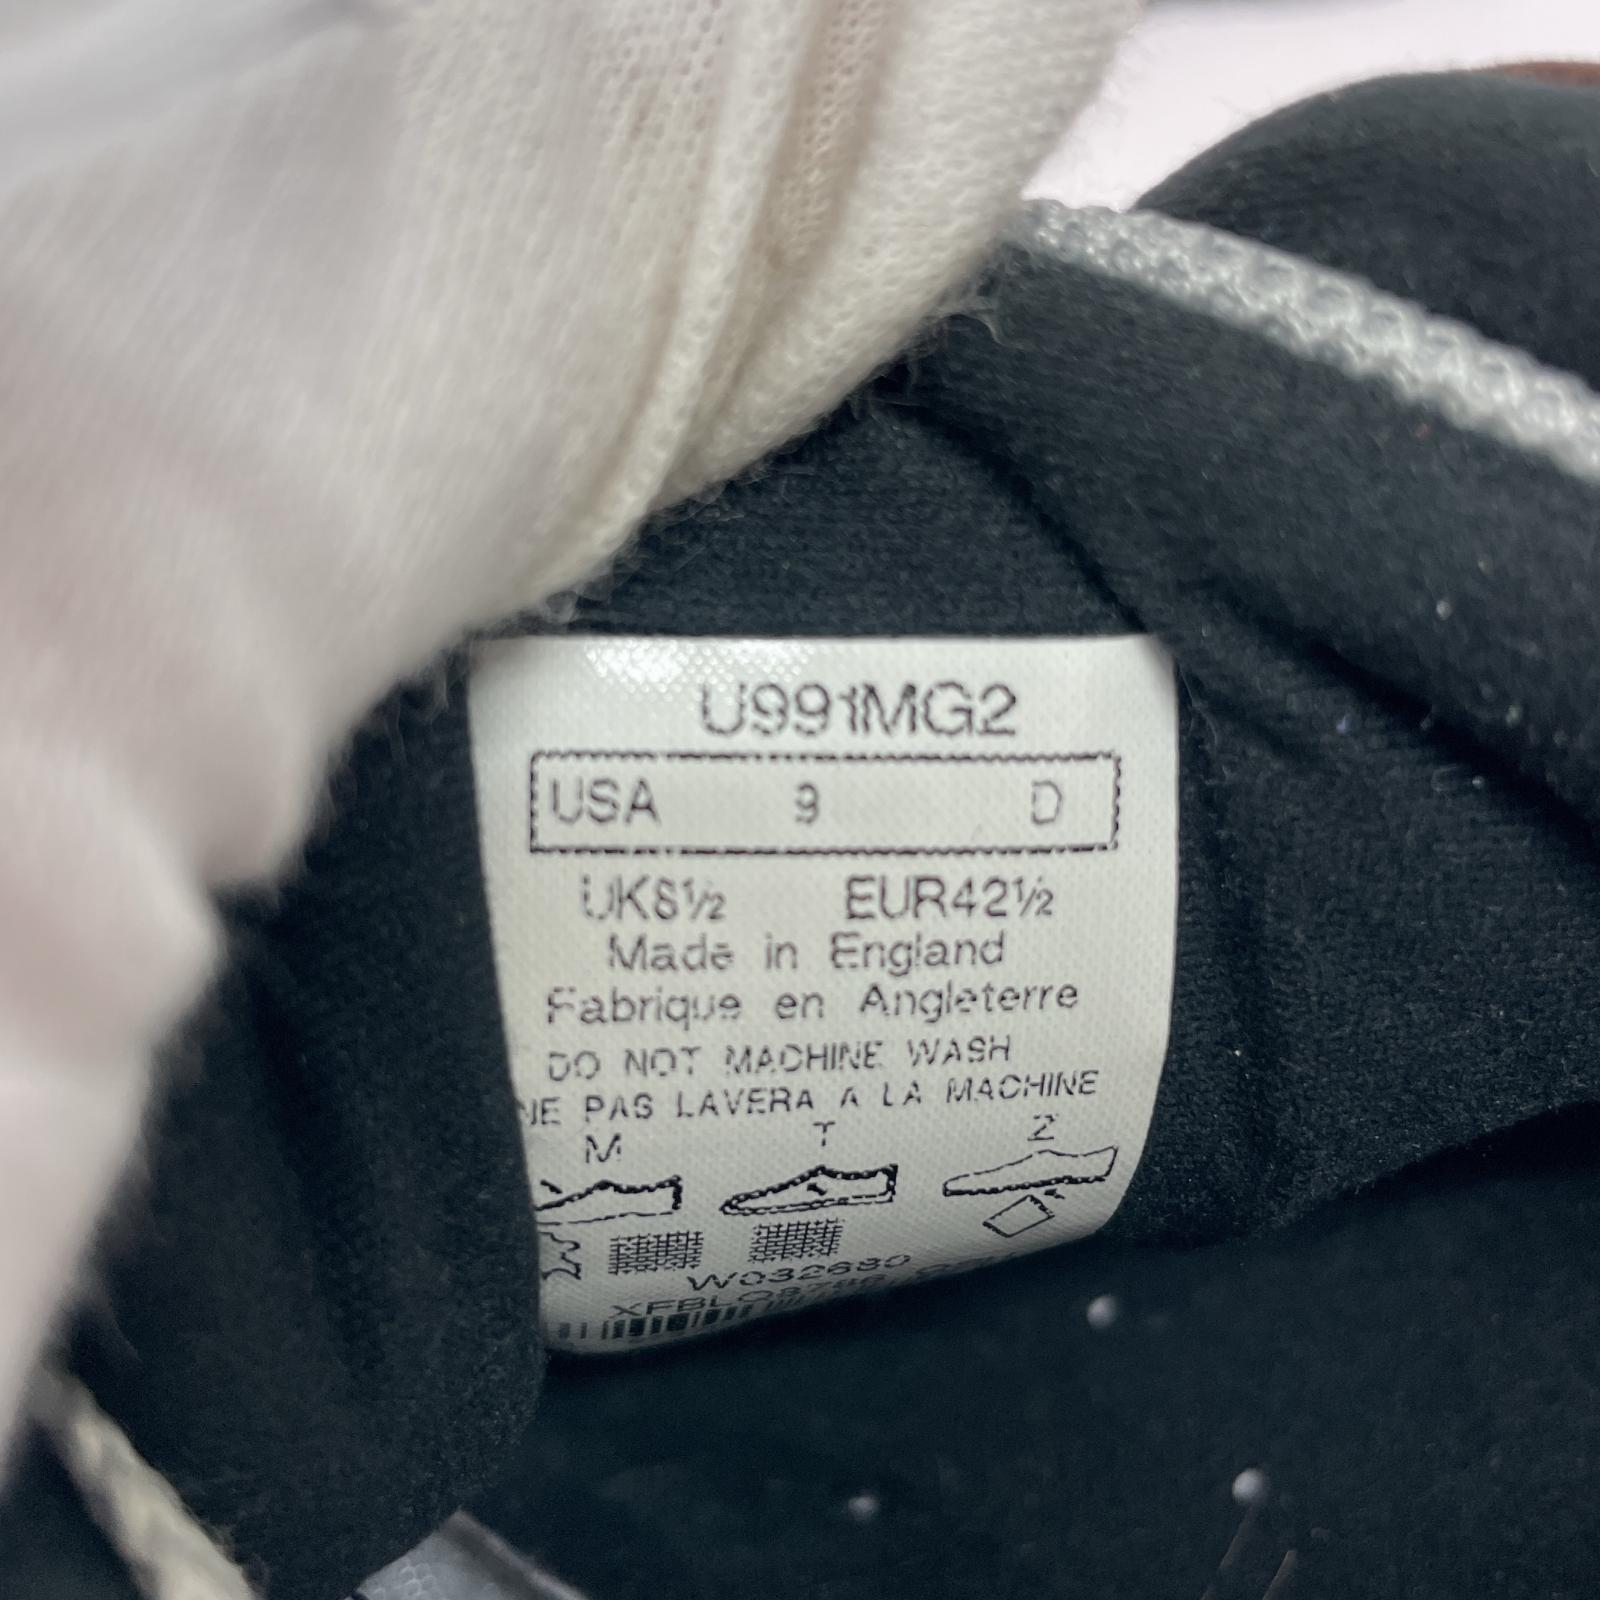 U991MG2
USA 9 D
UK8½ EUR42½
Made in England
Fabrique en Angleterre
DO NOT MACHINE WASH
NE PAS LAVERA A LA MACHINE
M T Z
W032680